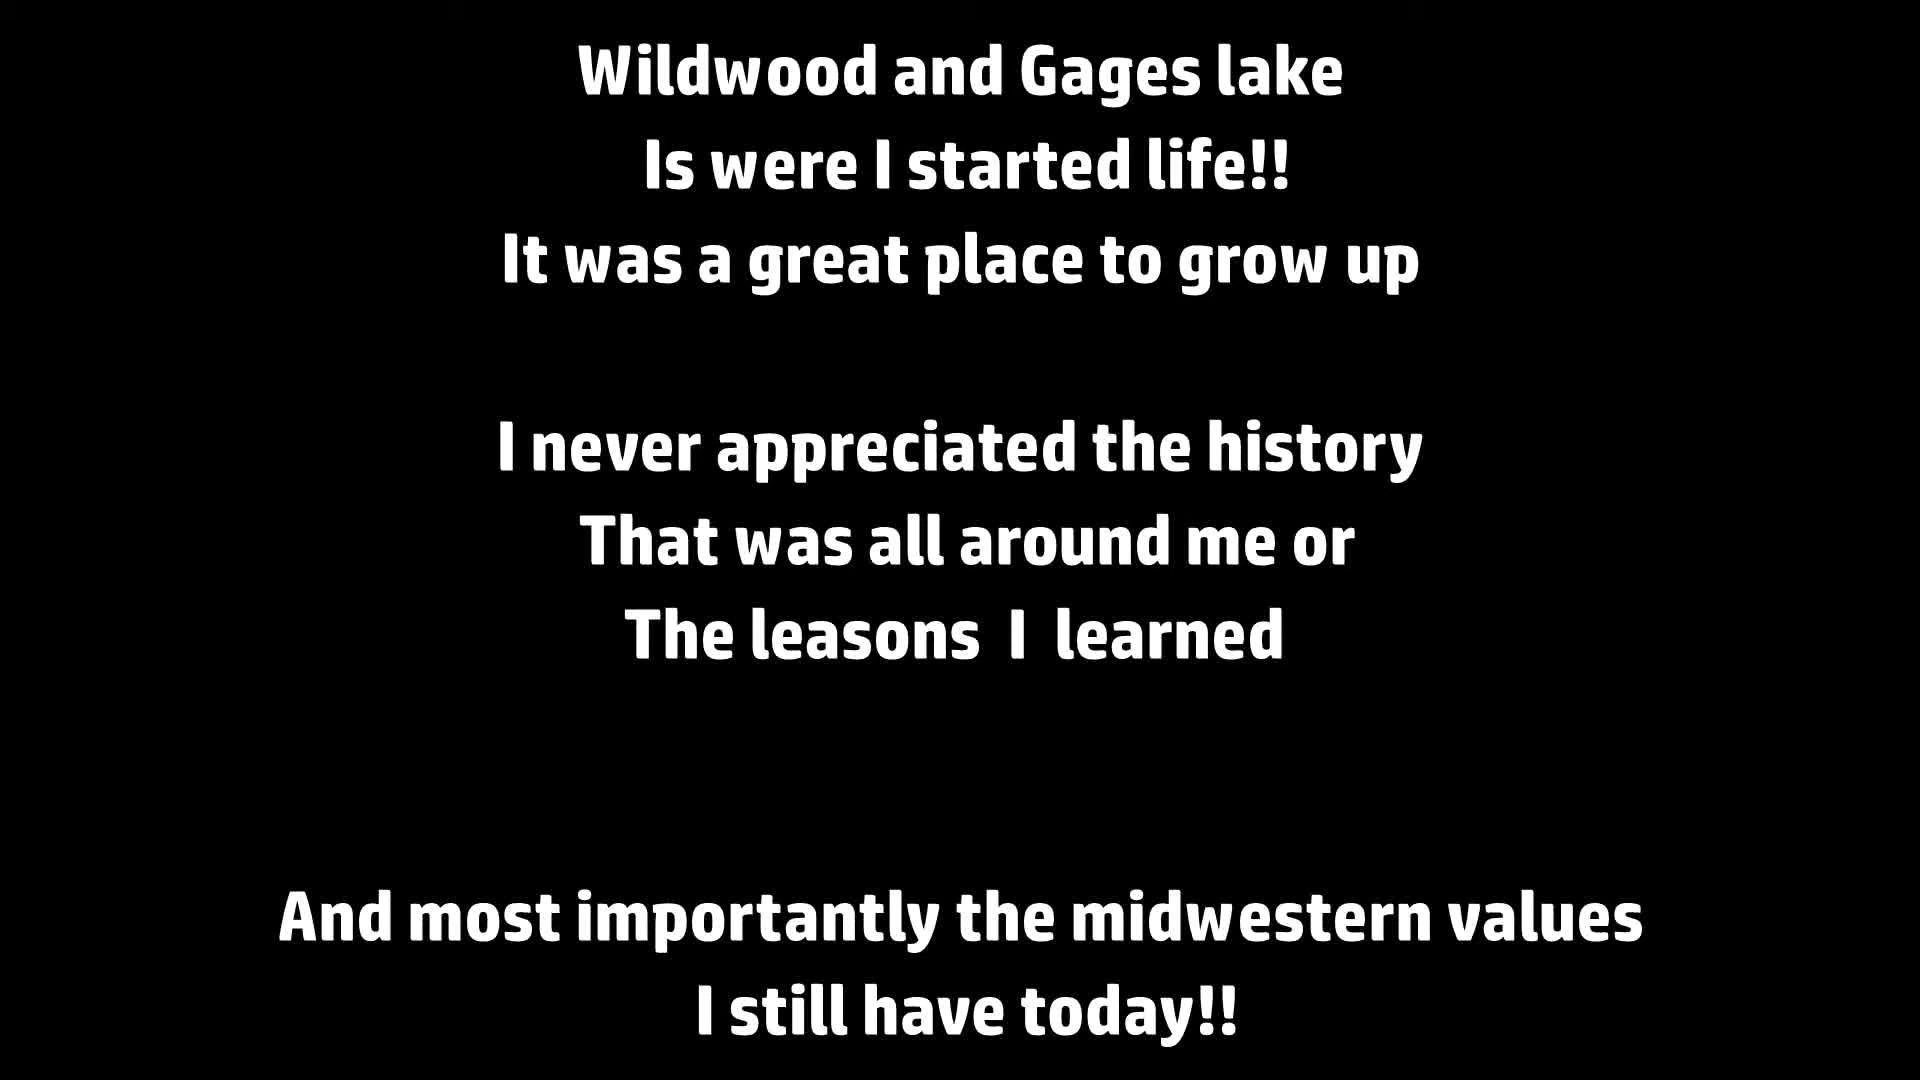 Wildwood and Gages lake
Is were I started life!!
It was a great place to grow up
I never appreciated the history
That was all around me or
The leasons I learned
And most importantly the midwestern values
I still have today!!